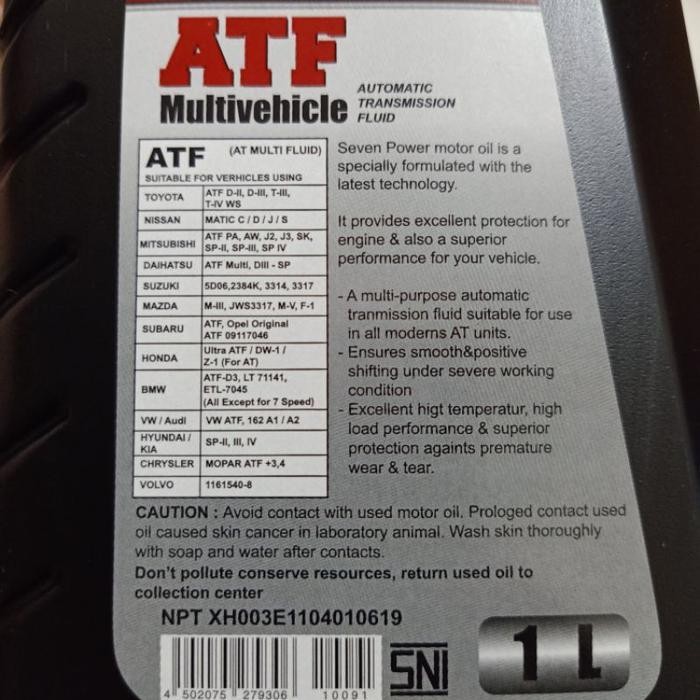 ATF
Multivehicle
AUTOMATIC
TRANSMISSION
FLUID
ATF (AT MULTI FLUID)
SUITABLE FOR VERHICLES USING
TOYOTA ATF D-II, D-III, T-III,
T-IV WS
NISSAN MATIC C / D / J / S
MITSUBISHI ATF PA, AW, J2, J3, SK,
SP-II, SP-III, SP IV
DAIHATSU ATF Multi, DIII - SP
SUZUKI 5D06,2384K, 3314, 3317
MAZDA M-III, JWS3317, M-V, F-1
SUBARU ATF, Opel Original
ATF 09117046
HONDA Ultra ATF / DW-1 /
Z-1 (For AT)
BMW ATF-D3, LT 71141,
ETL-7045
(All Except for 7 Speed)
VW / Audi VW ATF, 162 A1 / A2
HYUNDAI /
KIA SP-II, III, IV
CHRYSLER MOPAR ATF +3,4
VOLVO 1161540-8
Seven Power motor oil is a
specially formulated with the
latest technology.
It provides excellent protection for
engine & also a superior
performance for your vehicle.
- A multi-purpose automatic
tranmission fluid suitable for use
in all moderns AT units.
- Ensures smooth&positive
shifting under severe working
condition
- Excellent higt temperatur, high
load performance & superior
protection againts premature
wear & tear.
CAUTION : Avoid contact with used motor oil. Prologed contact used
oil caused skin cancer in laboratory animal. Wash skin thoroughly
with soap and water after contacts.
Don't pollute conserve resources, return used oil to
collection center
NPT XH003E1104010619
4 502075 279306 10091
SNI
1 L